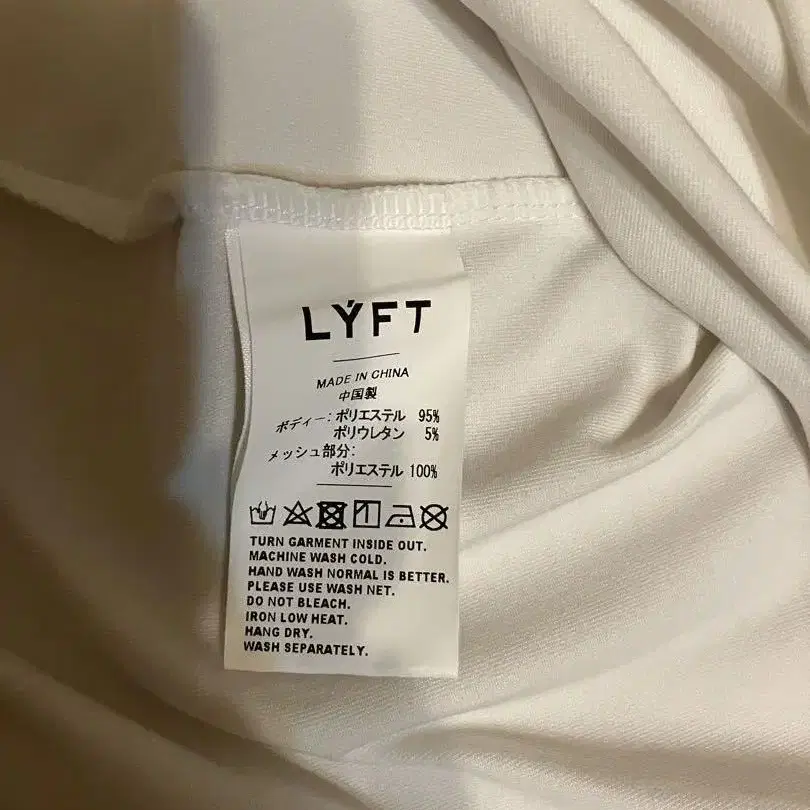 LÝFT
MADE IN CHINA
中国製
ボディー:ポリエステル 95%
ポリウレタン 5%
メッシュ部分:
ポリエステル 100%
TURN GARMENT INSIDE OUT.
MACHINE WASH COLD.
HAND WASH NORMAL IS BETTER.
PLEASE USE WASH NET.
DO NOT BLEACH.
IRON LOW HEAT.
HANG DRY.
WASH SEPARATELY.